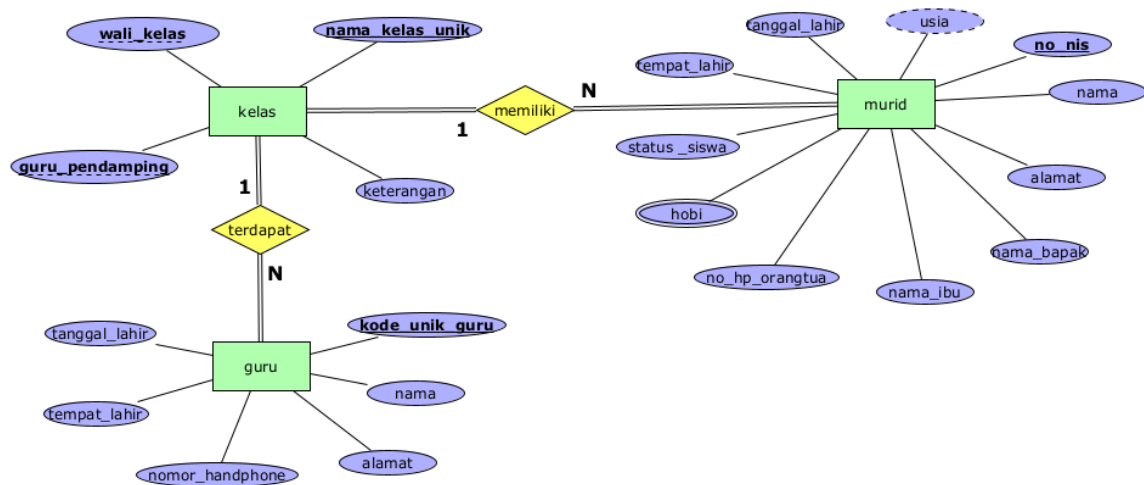 tanggal_lahir
usia
wali_kelas
nama_kelas_unik
no_nis
tempat_lahir
nama
kelas
memiliki
N
1
murid
status _siswa
guru_pendamping
keterangan
alamat
1
hobi
terdapat
nama_bapak
N
no_hp_orangtua
nama_ibu
kode_unik_guru
tanggal_lahir
guru
nama
tempat_lahir
alamat
nomor_handphone